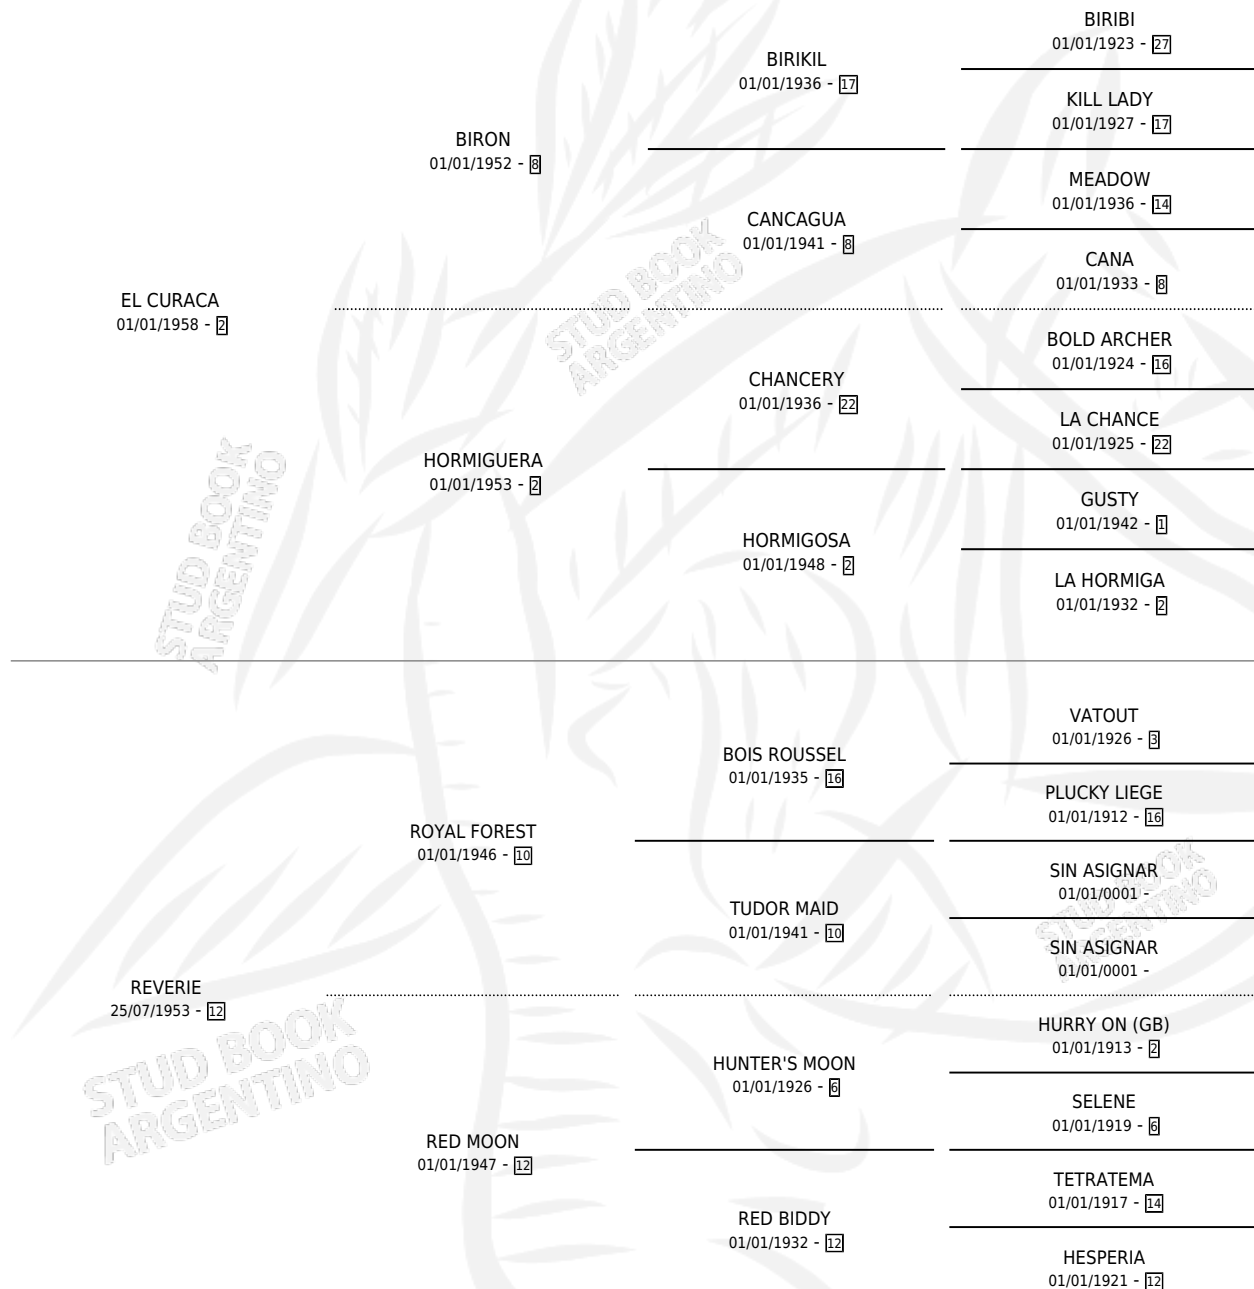 BIRIBI
01/01/1923 - 27
BIRIKIL
01/01/1936 - 17
KILL LADY
01/01/1927 - 17
BIRON
01/01/1952 - 8
MEADOW
01/01/1936 - 14
CANCAGUA
01/01/1941 - 8
CANA
01/01/1933 - 8
EL CURACA
01/01/1958 - 2
BOLD ARCHER
01/01/1924 - 16
CHANCERY
01/01/1936 - 22
LA CHANCE
01/01/1925 - 22
HORMIGUERA
01/01/1953 - 2
GUSTY
01/01/1942 - 1
HORMIGOSA
01/01/1948 - 2
LA HORMIGA
01/01/1932 - 2
STUD BOOK
ARGENTINO
STUD BOOK
ARGENTINO
VATOUT
01/01/1926 - 3
BOIS ROUSSEL
01/01/1935 - 16
PLUCKY LIEGE
01/01/1912 - 16
ROYAL FOREST
01/01/1946 - 10
SIN ASIGNAR
01/01/0001 -
TUDOR MAID
01/01/1941 - 10
SIN ASIGNAR
01/01/0001 -
STUD BOOK
ARGENTINO
REVERIE
25/07/1953 - 12
HURRY ON (GB)
01/01/1913 - 2
HUNTER'S MOON
01/01/1926 - 6
SELENE
01/01/1919 - 6
STUD BOOK
ARGENTINO
RED MOON
01/01/1947 - 12
TETRATEMA
01/01/1917 - 14
RED BIDDY
01/01/1932 - 12
HESPERIA
01/01/1921 - 12